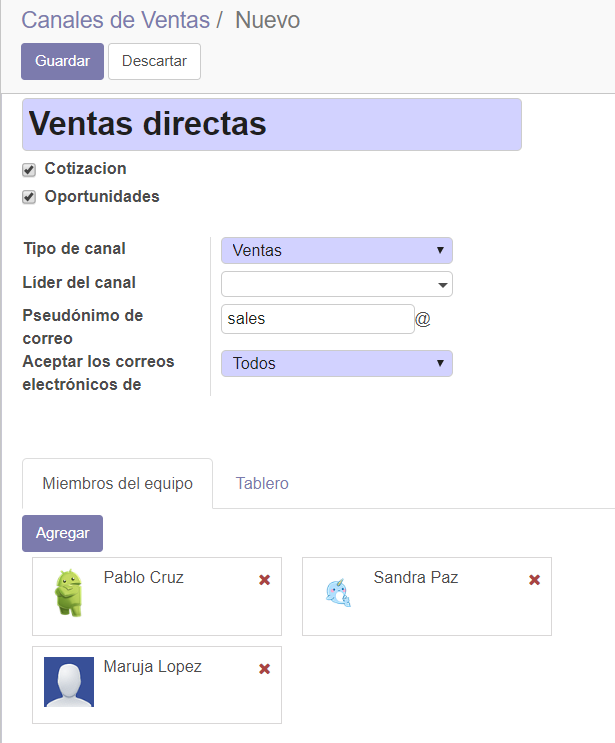 Canales de Ventas / Nuevo
Guardar Descartar
Ventas directas
Cotizacion
Oportunidades
Tipo de canal Ventas
Líder del canal
Pseudónimo de correo sales@
Aceptar los correos electrónicos de Todos
Miembros del equipo Tablero
Agregar
Pablo Cruz Sandra Paz
Maruja Lopez